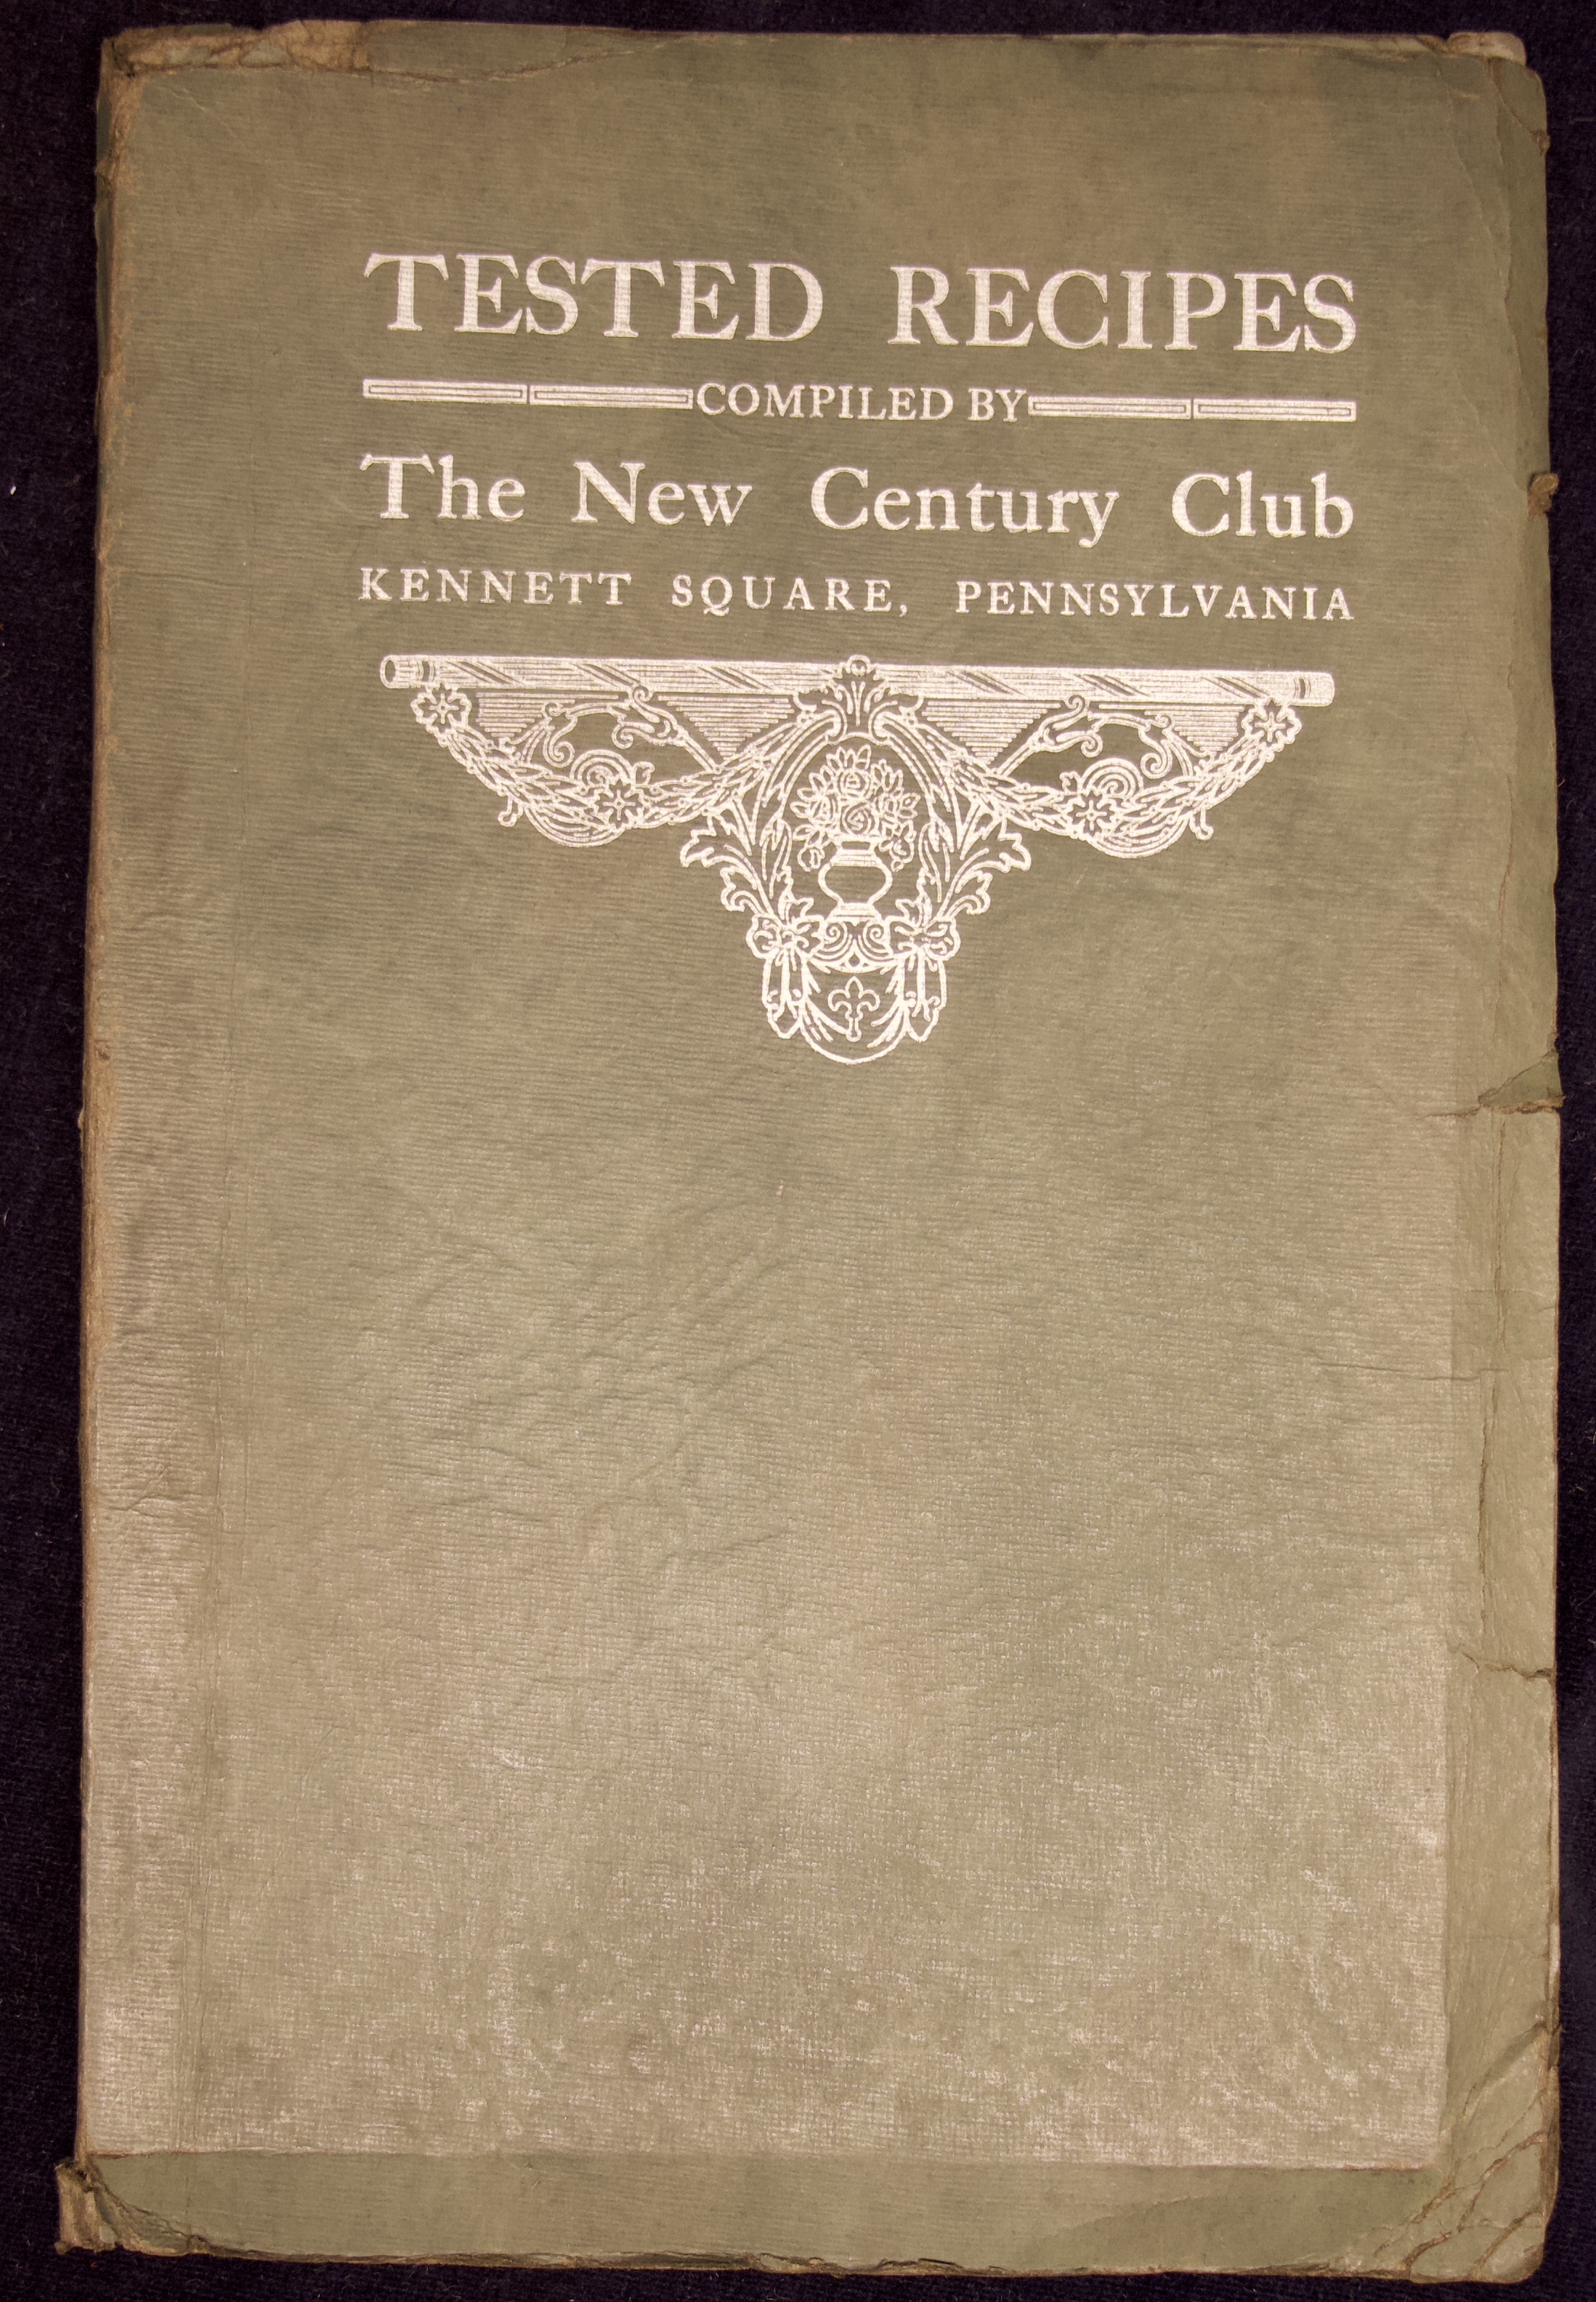 TESTED RECIPES
COMPILED BY
The New Century Club
KENNETT SQUARE, PENNSYLVANIA